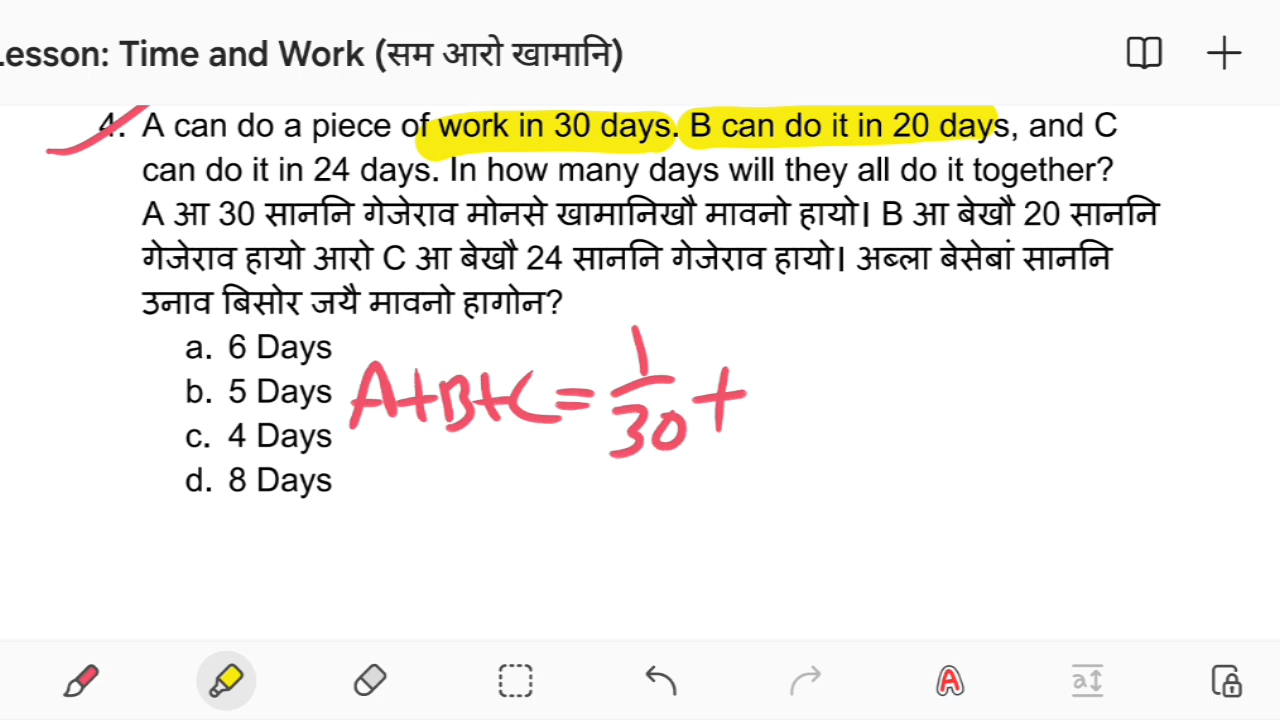 esson: Time and Work (सम आरो खामानि)
4. A can do a piece of work in 30 days. B can do it in 20 days, and C
can do it in 24 days. In how many days will they all do it together?
A आ 30 साननि गेजेराव मोनसे खामानिखौ मावनो हायो। B आ बेखौ 20 साननि
गेजेराव हायो आरो C आ बेखौ 24 साननि गेजेराव हायो। अब्ला बेसेबां साननि
उनाव बिसोर जयै मावनो हागोन?
a. 6 Days
b. 5 Days
c. 4 Days
d. 8 Days
A+B+C = 1/30 +
A
a